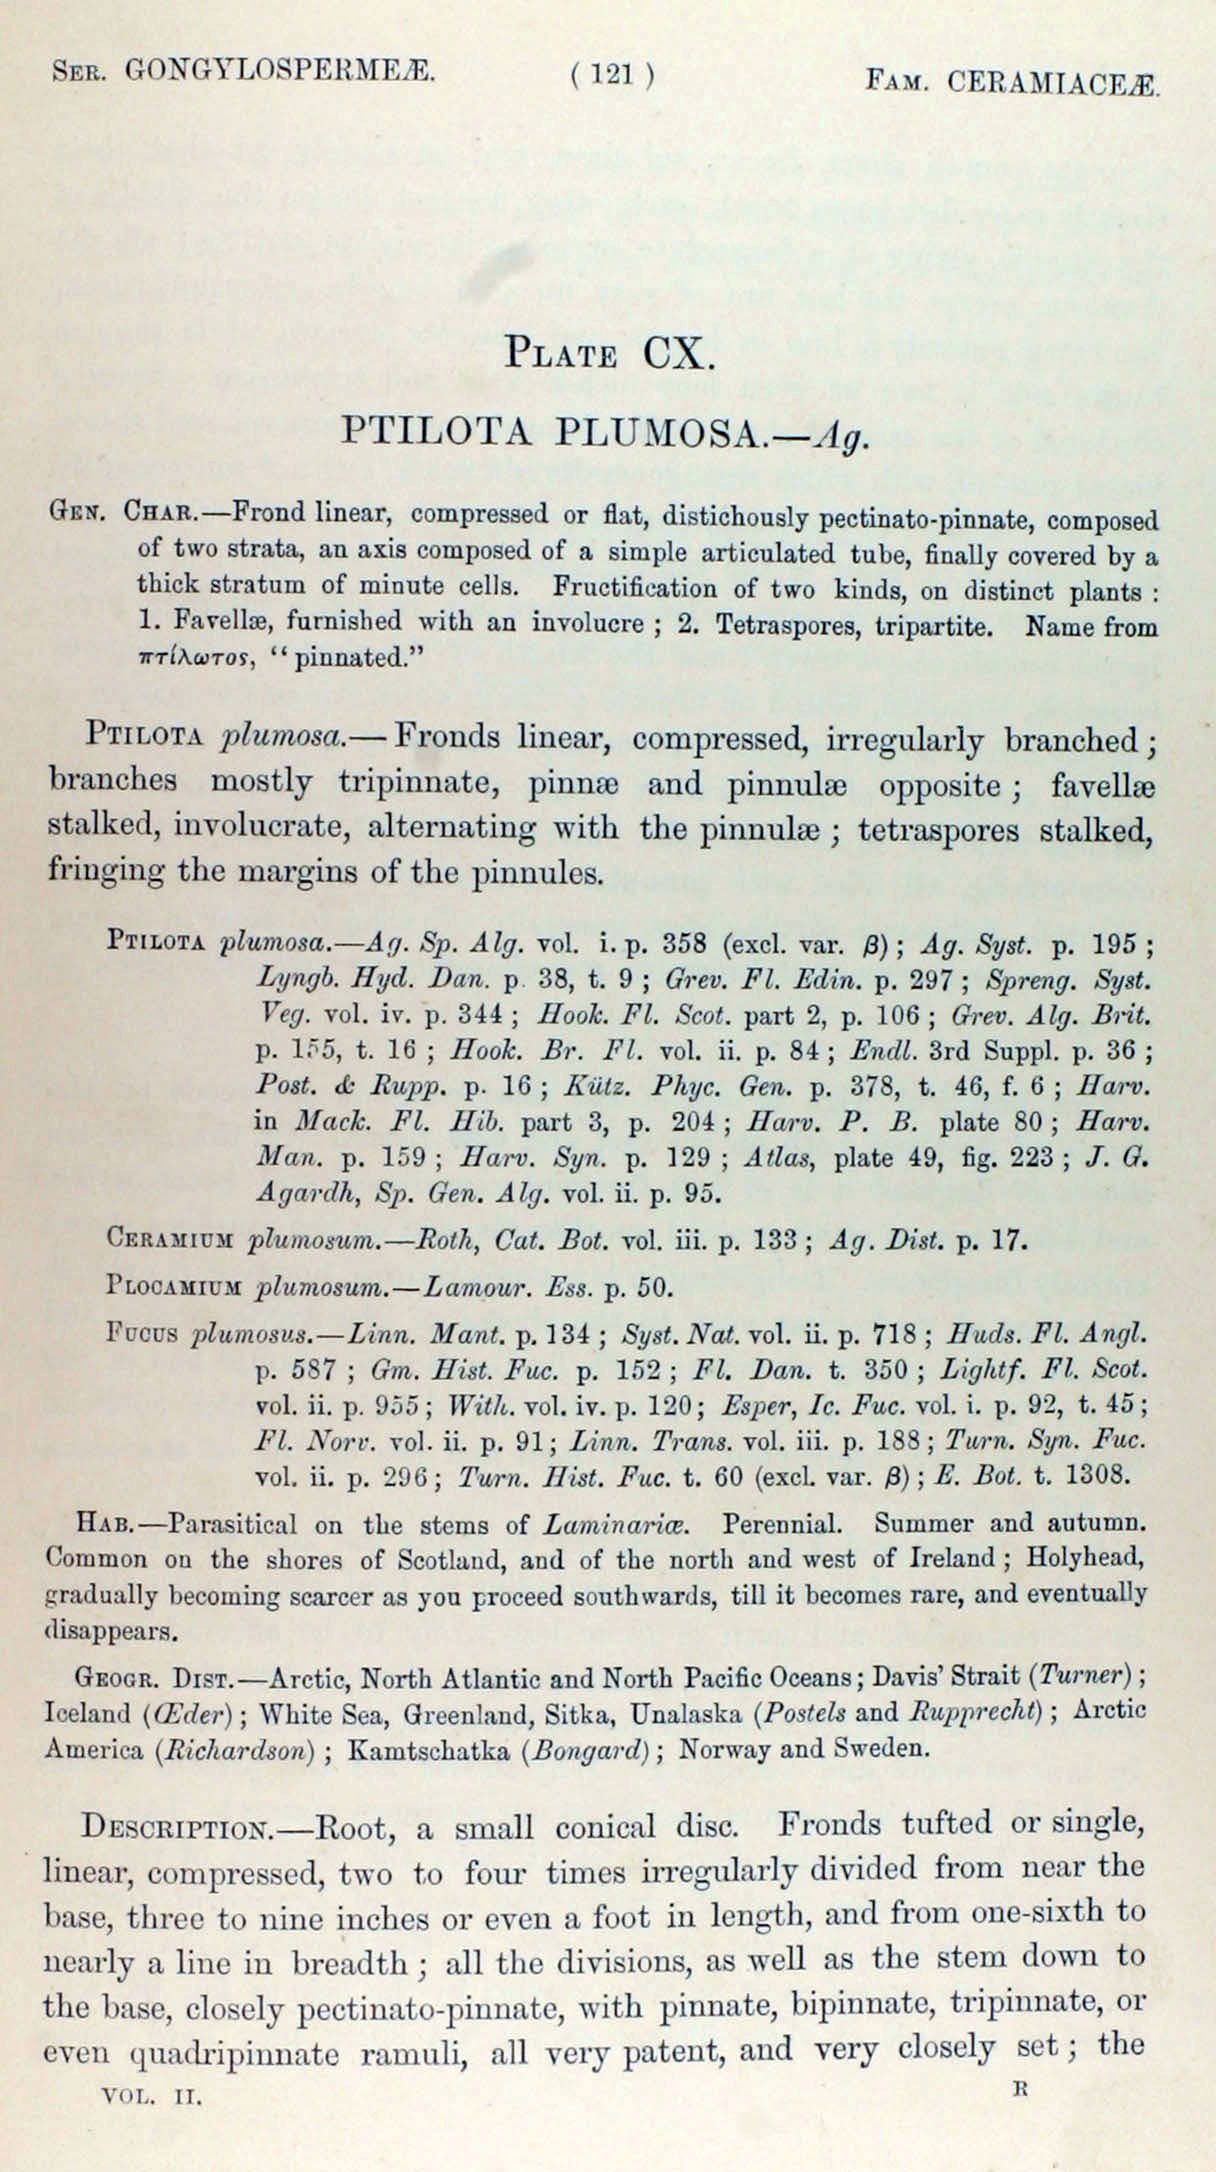 Ser. GONGYLOSPERMEÆ. ( 121 ) Fam. CERAMIACEÆ.
Plate CX.
PTILOTA PLUMOSA.—Ag.
Gen. Char.—Frond linear, compressed or flat, distichously pectinato-pinnate, composed
of two strata, an axis composed of a simple articulated tube, finally covered by a
thick stratum of minute cells. Fructification of two kinds, on distinct plants :
1. Favellæ, furnished with an involucre ; 2. Tetraspores, tripartite. Name from
πτίλωτος, “ pinnated.”
Ptilota plumosa.— Fronds linear, compressed, irregularly branched ;
branches mostly tripinnate, pinnæ and pinnulæ opposite ; favellæ
stalked, involucrate, alternating with the pinnulæ ; tetraspores stalked,
fringing the margins of the pinnules.
Ptilota plumosa.—Ag. Sp. Alg. vol. i. p. 358 (excl. var. β) ; Ag. Syst. p. 195 ;
Lyngb. Hyd. Dan. p. 38, t. 9 ; Grev. Fl. Edin. p. 297 ; Spreng. Syst.
Veg. vol. iv. p. 344 ; Hook. Fl. Scot. part 2, p. 106 ; Grev. Alg. Brit.
p. 155, t. 16 ; Hook. Br. Fl. vol. ii. p. 84 ; Endl. 3rd Suppl. p. 36 ;
Post. & Rupp. p. 16 ; Kütz. Phyc. Gen. p. 378, t. 46, f. 6 ; Harv.
in Mack. Fl. Hib. part 3, p. 204 ; Harv. P. B. plate 80 ; Harv.
Man. p. 159 ; Harv. Syn. p. 129 ; Atlas, plate 49, fig. 223 ; J. G.
Agardh, Sp. Gen. Alg. vol. ii. p. 95.
Ceramium plumosum.—Roth, Cat. Bot. vol. iii. p. 133 ; Ag. Dist. p. 17.
Plocamium plumosum.—Lamour. Ess. p. 50.
Fucus plumosus.—Linn. Mant. p. 134 ; Syst. Nat. vol. ii. p. 718 ; Huds. Fl. Angl.
p. 587 ; Gm. Hist. Fuc. p. 152 ; Fl. Dan. t. 350 ; Lightf. Fl. Scot.
vol. ii. p. 955 ; With. vol. iv. p. 120 ; Esper, Ic. Fuc. vol. i. p. 92, t. 45 ;
Fl. Norv. vol. ii. p. 91 ; Linn. Trans. vol. iii. p. 188 ; Turn. Syn. Fuc.
vol. ii. p. 296 ; Turn. Hist. Fuc. t. 60 (excl. var. β) ; E. Bot. t. 1308.
Hab.—Parasitical on the stems of Laminariæ. Perennial. Summer and autumn.
Common on the shores of Scotland, and of the north and west of Ireland ; Holyhead,
gradually becoming scarcer as you proceed southwards, till it becomes rare, and eventually
disappears.
Geogr. Dist.—Arctic, North Atlantic and North Pacific Oceans ; Davis’ Strait (Turner) ;
Iceland (Œder) ; White Sea, Greenland, Sitka, Unalaska (Postels and Rupprecht) ; Arctic
America (Richardson) ; Kamtschatka (Bongard) ; Norway and Sweden.
Description.—Root, a small conical disc. Fronds tufted or single,
linear, compressed, two to four times irregularly divided from near the
base, three to nine inches or even a foot in length, and from one-sixth to
nearly a line in breadth ; all the divisions, as well as the stem down to
the base, closely pectinato-pinnate, with pinnate, bipinnate, tripinnate, or
even quadripinnate ramuli, all very patent, and very closely set ; the
VOL. II. R